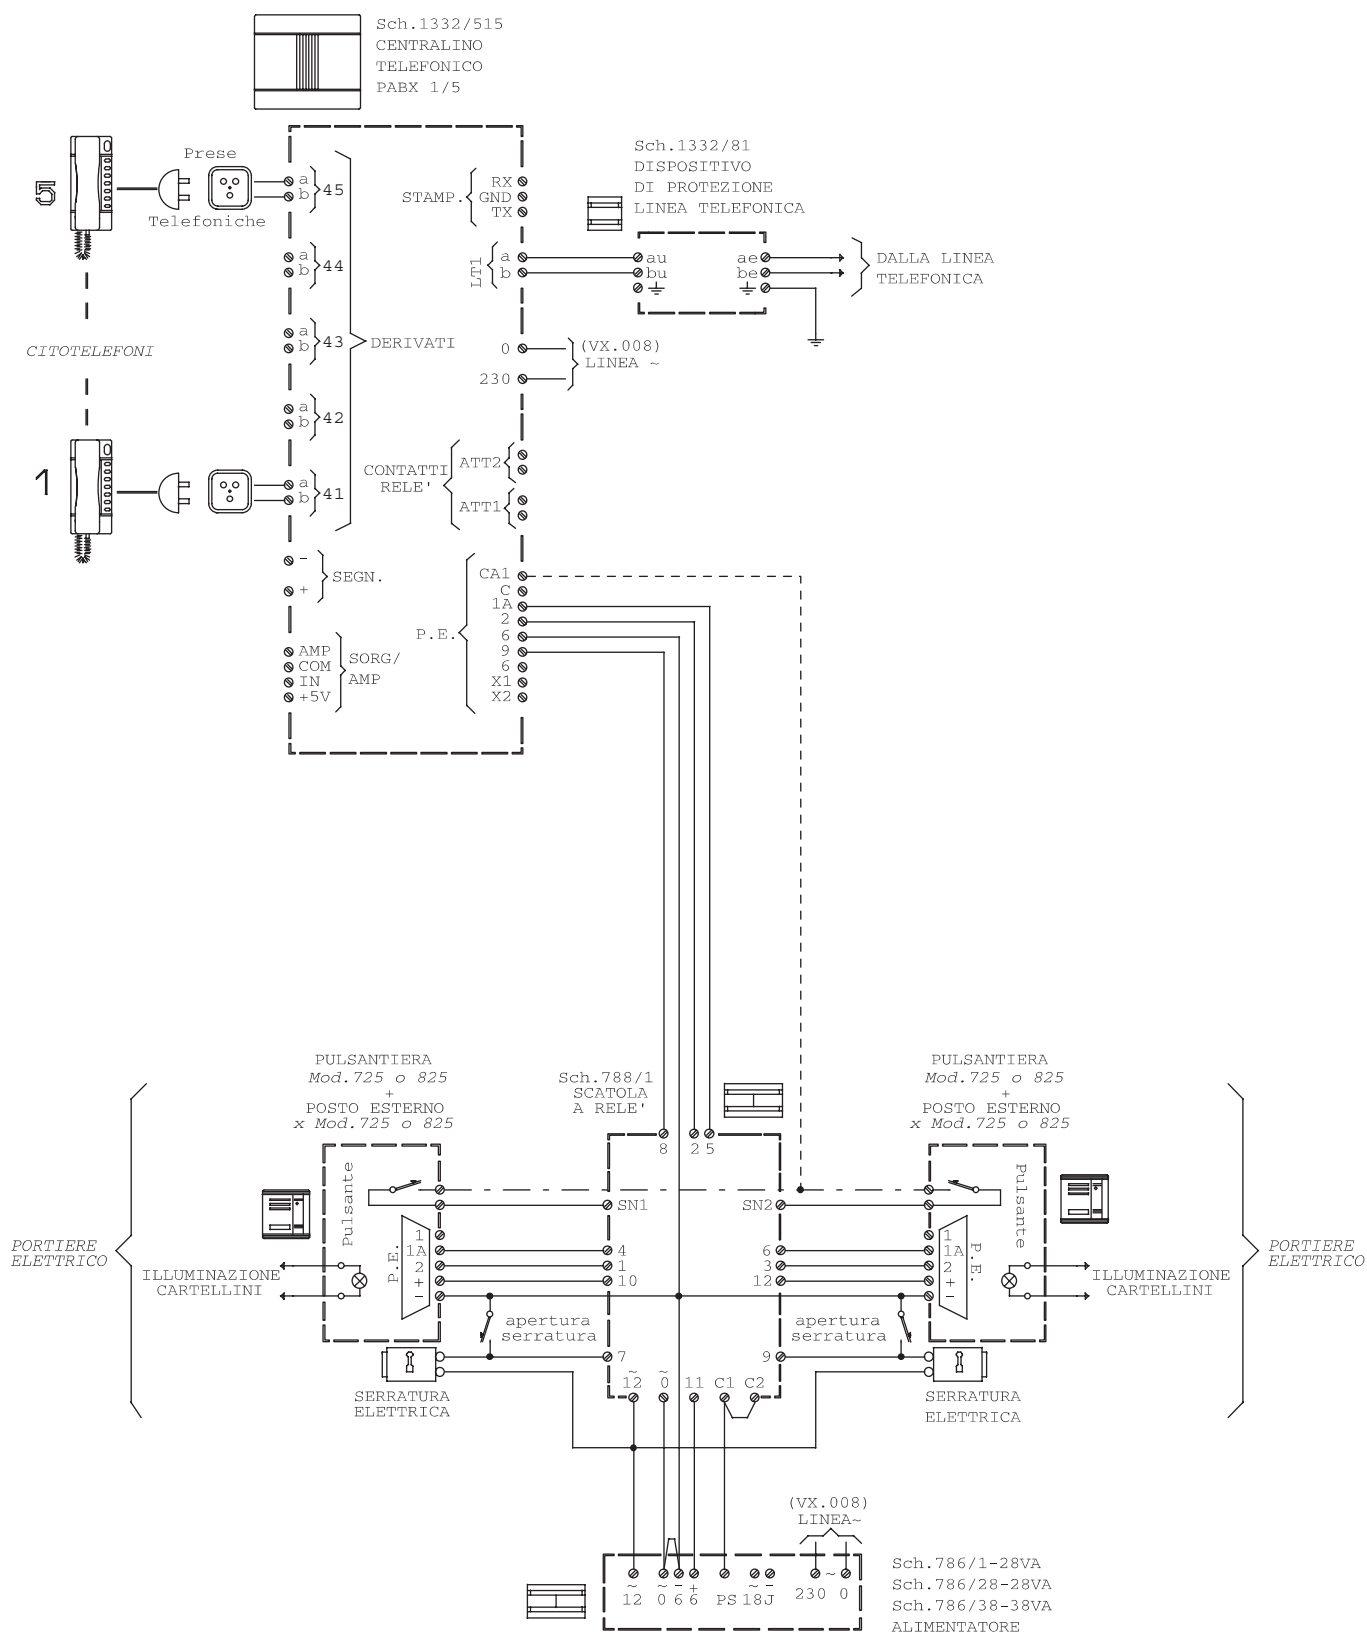 Sch.1332/515
CENTRALINO
TELEFONICO
PABX 1/5
Sch.1332/81
DISPOSITIVO
DI PROTEZIONE
LINEA TELEFONICA
Prese
Telefoniche
5
a
b
45
a
b
44
a
b
43
DERIVATI
a
b
42
a
b
41
CITOTELEFONI
1
STAMP.
RX
GND
TX
LT1
a
b
au
bu
ae
be
DALLA LINEA
TELEFONICA
0
230
(VX.008)
LINEA ~
CONTATTI
RELE'
ATT2
ATT1
-
+
SEGN.
AMP
COM
IN
+5V
SORG/
AMP
P.E.
CA1
C
1A
2
6
9
6
X1
X2
PULSANTIERA
Mod.725 o 825
+
POSTO ESTERNO
x Mod.725 o 825
Sch.788/1
SCATOLA
A RELE'
PULSANTIERA
Mod.725 o 825
+
POSTO ESTERNO
x Mod.725 o 825
8 2 5
Pulsante
SN1
SN2
Pulsante
PORTIERE
ELETTRICO
P.E.
1
1A
2
+
-
4
1
10
6
3
12
1
1A
2
+
-
P.E.
PORTIERE
ELETTRICO
ILLUMINAZIONE
CARTELLINI
ILLUMINAZIONE
CARTELLINI
apertura
serratura
apertura
serratura
7
9
~ ~
12 0 11 C1 C2
SERRATURA
ELETTRICA
SERRATURA
ELETTRICA
(VX.008)
LINEA~
~ ~ - + ~ - ~
12 0 6 6 PS 18 J 230 0
Sch.786/1-28VA
Sch.786/28-28VA
Sch.786/38-38VA
ALIMENTATORE